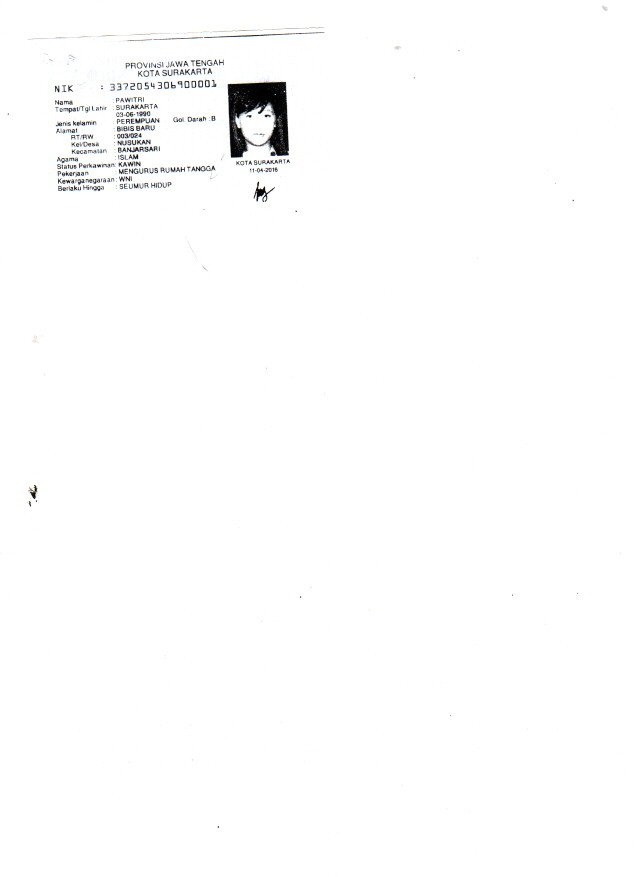 PROVINSI JAWA TENGAH
KOTA SURAKARTA
NIK : 3372054306900001
Nama : PAWITRI
Tempat/Tgl Lahir : SURAKARTA
03-06-1990
Jenis kelamin : PEREMPUAN Gol. Darah : B
Alamat : BIBIS BARU
RT/RW : 003/024
Kel/Desa : NUSUKAN
Kecamatan : BANJARSARI
Agama : ISLAM
Status Perkawinan: KAWIN
Pekerjaan : MENGURUS RUMAH TANGGA
Kewarganegaraan : WNI
Berlaku Hingga : SEUMUR HIDUP
KOTA SURAKARTA
11-04-2016